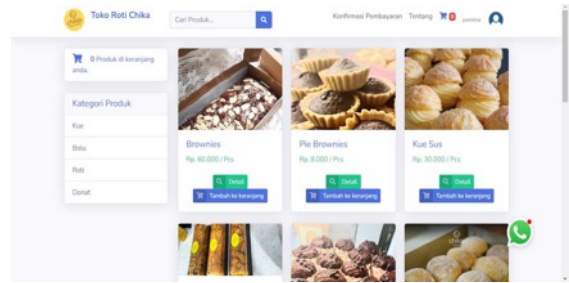 Toko Roti Chika
Cari Produk...
Konfirmasi Pembayaran Tentang 0
0 Produk di keranjang
anda.
Kategori Produk
Kue
Bolu
Roti
Donat
Brownies
Rp. 60.000 / Pcs
Detail
Tambah ke keranjang
Pie Brownies
Rp. 8.000 / Pcs
Detail
Tambah ke keranjang
Kue Sus
Rp. 30.000 / Pcs
Detail
Tambah ke keranjang